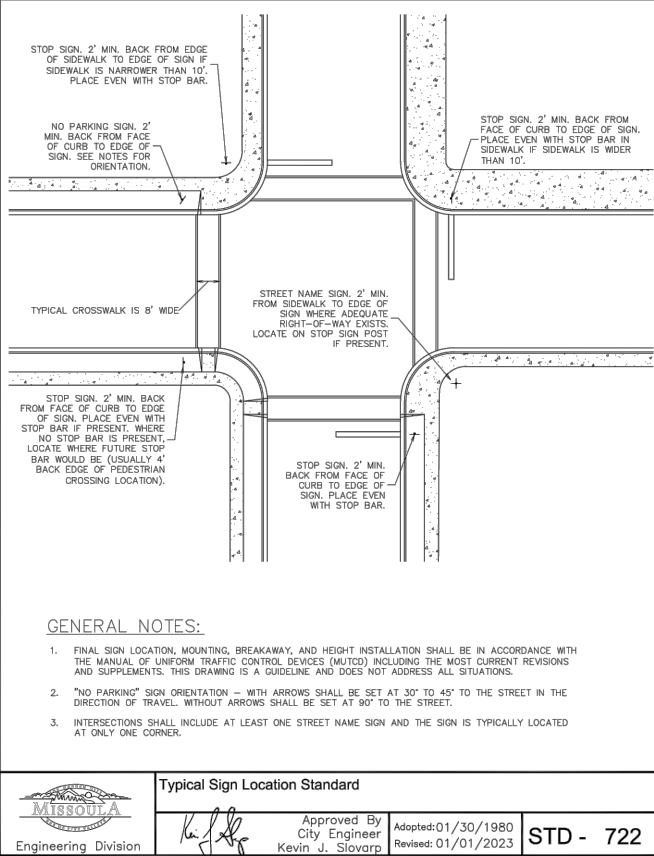 STOP SIGN. 2' MIN. BACK FROM EDGE
OF SIDEWALK TO EDGE OF SIGN IF
SIDEWALK IS NARROWER THAN 10'.
PLACE EVEN WITH STOP BAR.
NO PARKING SIGN. 2'
MIN. BACK FROM FACE
OF CURB TO EDGE OF
SIGN. SEE NOTES FOR
ORIENTATION.
STOP SIGN. 2' MIN. BACK FROM
FACE OF CURB TO EDGE OF SIGN.
PLACE EVEN WITH STOP BAR IN
SIDEWALK IF SIDEWALK IS WIDER
THAN 10'.
TYPICAL CROSSWALK IS 8' WIDE
STREET NAME SIGN. 2' MIN.
FROM SIDEWALK TO EDGE OF
SIGN WHERE ADEQUATE
RIGHT-OF-WAY EXISTS.
LOCATE ON STOP SIGN POST
IF PRESENT.
STOP SIGN. 2' MIN. BACK
FROM FACE OF CURB TO EDGE
OF SIGN. PLACE EVEN WITH
STOP BAR IF PRESENT. WHERE
NO STOP BAR IS PRESENT,
LOCATE WHERE FUTURE STOP
BAR WOULD BE (USUALLY 4'
BACK EDGE OF PEDESTRIAN
CROSSING LOCATION).
STOP SIGN. 2' MIN.
BACK FROM FACE OF
CURB TO EDGE OF
SIGN. PLACE EVEN
WITH STOP BAR.
GENERAL NOTES:
1. FINAL SIGN LOCATION, MOUNTING, BREAKAWAY, AND HEIGHT INSTALLATION SHALL BE IN ACCORDANCE WITH
THE MANUAL OF UNIFORM TRAFFIC CONTROL DEVICES (MUTCD) INCLUDING THE MOST CURRENT REVISIONS
AND SUPPLEMENTS. THIS DRAWING IS A GUIDELINE AND DOES NOT ADDRESS ALL SITUATIONS.
2. "NO PARKING" SIGN ORIENTATION – WITH ARROWS SHALL BE SET AT 30° TO 45° TO THE STREET IN THE
DIRECTION OF TRAVEL. WITHOUT ARROWS SHALL BE SET AT 90° TO THE STREET.
3. INTERSECTIONS SHALL INCLUDE AT LEAST ONE STREET NAME SIGN AND THE SIGN IS TYPICALLY LOCATED
AT ONLY ONE CORNER.
MISSOULA
Engineering Division
Typical Sign Location Standard
Approved By
City Engineer
Kevin J. Slovarp
Adopted: 01/30/1980
Revised: 01/01/2023
STD - 722